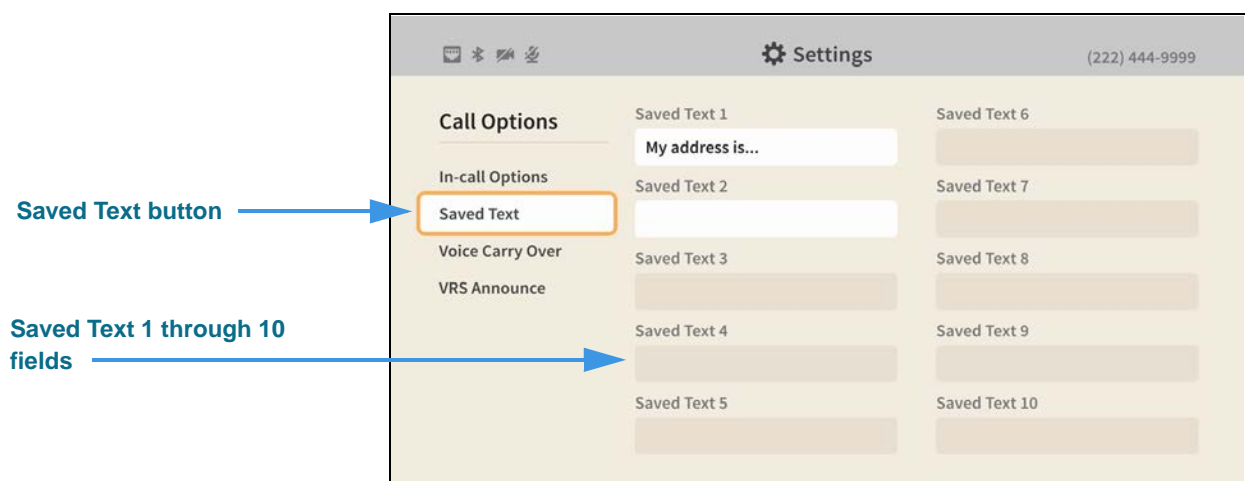 Settings
(222) 444-9999
Call Options
In-call Options
Saved Text
Voice Carry Over
VRS Announce
Saved Text 1
My address is...
Saved Text 2
Saved Text 3
Saved Text 4
Saved Text 5
Saved Text 6
Saved Text 7
Saved Text 8
Saved Text 9
Saved Text 10
Saved Text button
Saved Text 1 through 10
fields